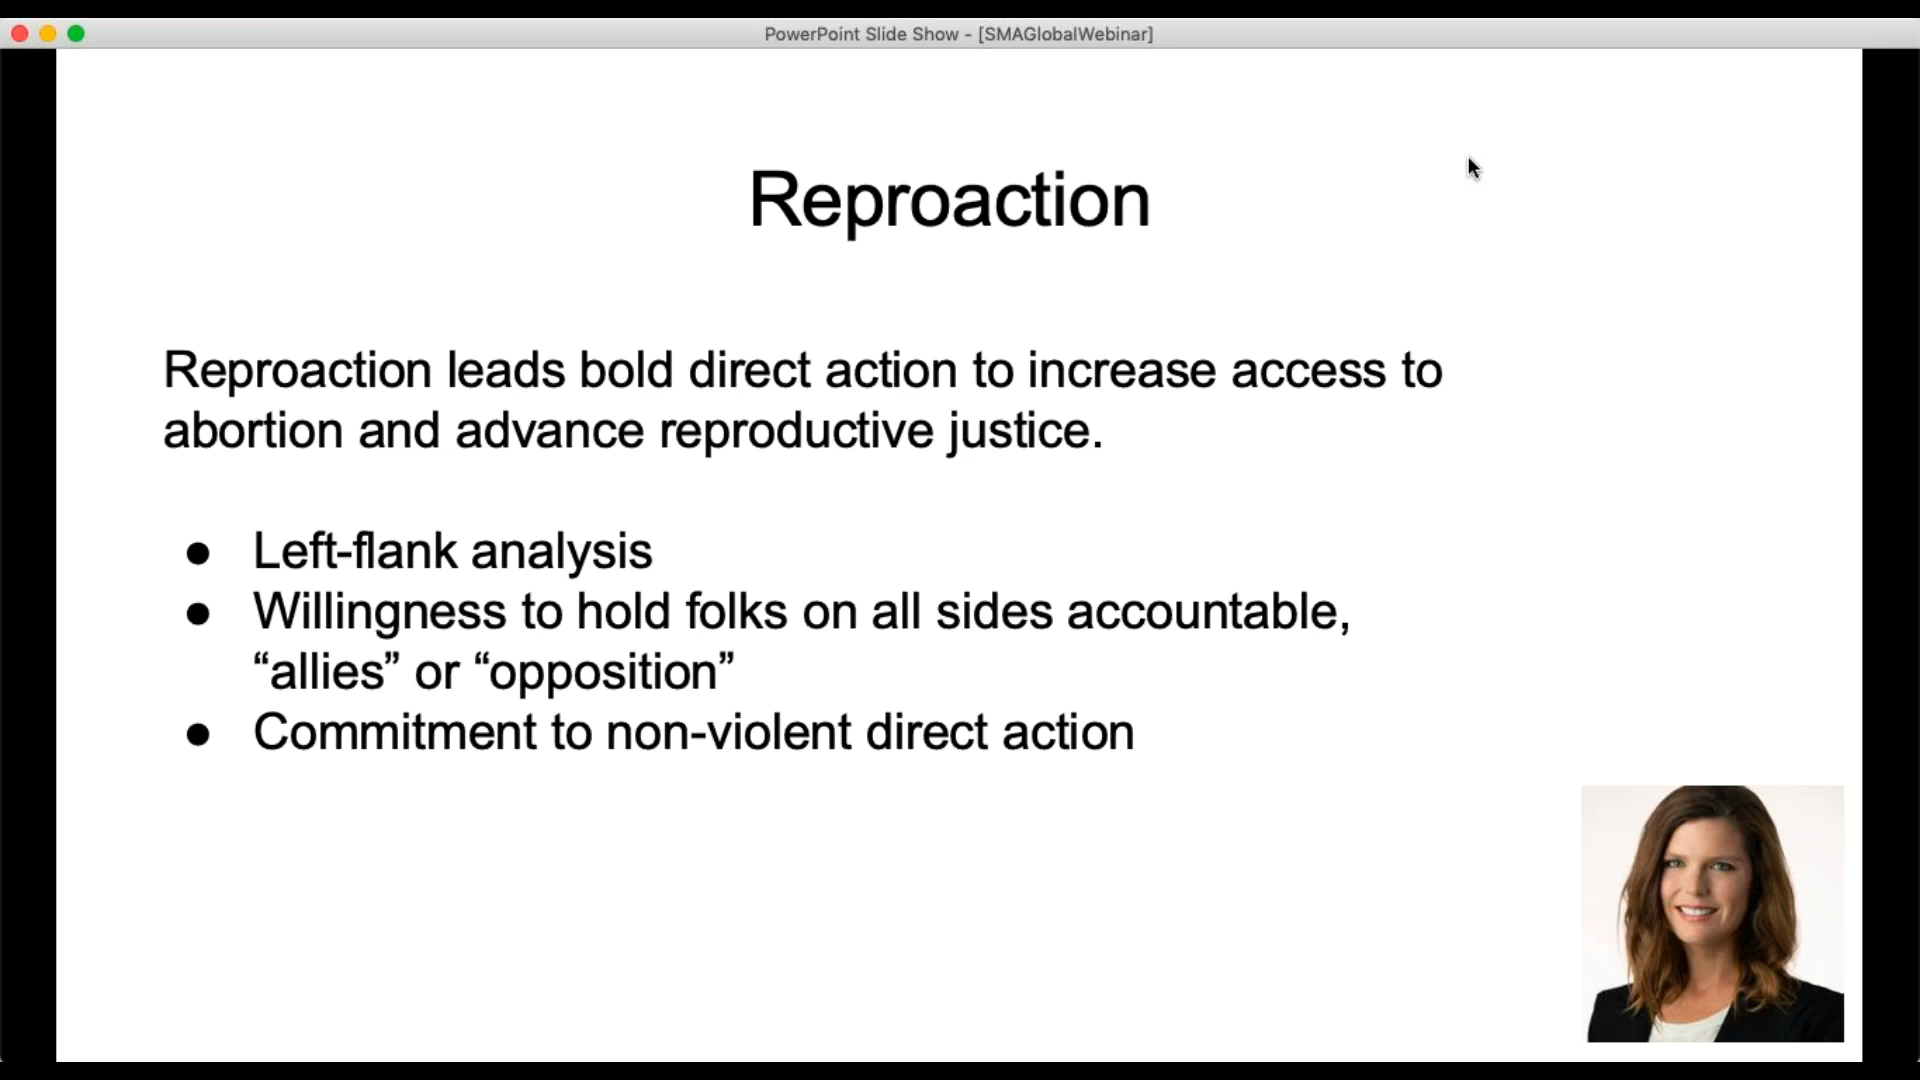 PowerPoint Slide Show - [SMAGlobalWebinar]
Reproaction
Reproaction leads bold direct action to increase access to
abortion and advance reproductive justice.
● Left-flank analysis
● Willingness to hold folks on all sides accountable,
“allies” or “opposition”
● Commitment to non-violent direct action